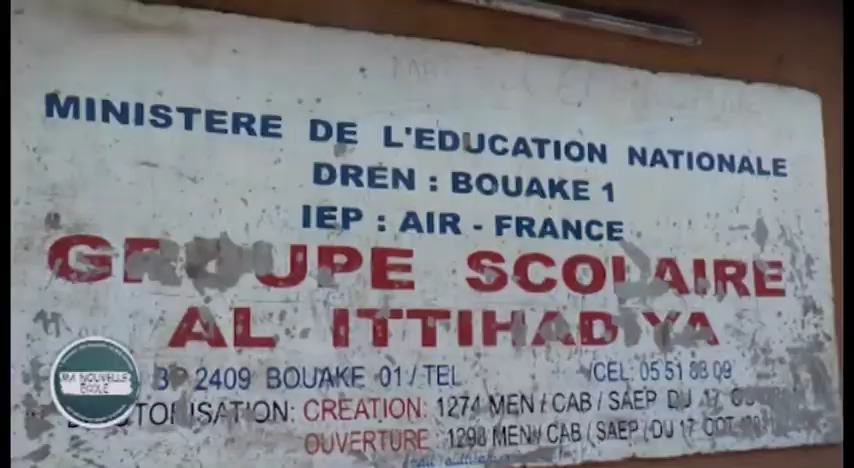 MINISTERE DE L'EDUCATION NATIONALE
DREN : BOUAKE 1
IEP : AIR - FRANCE
GROUPE SCOLAIRE
AL ITTIHADIYA
BP 2409 BOUAKE 01 / TEL /CEL: 05 51 88 09
AUTORISATION: CREATION: 1274 MEN / CAB / SAEP DU 17 OCT
OUVERTURE : 1298 MEN / CAB / SAEP / DU 17 OCT
MA NOUVELLE
ECOLE